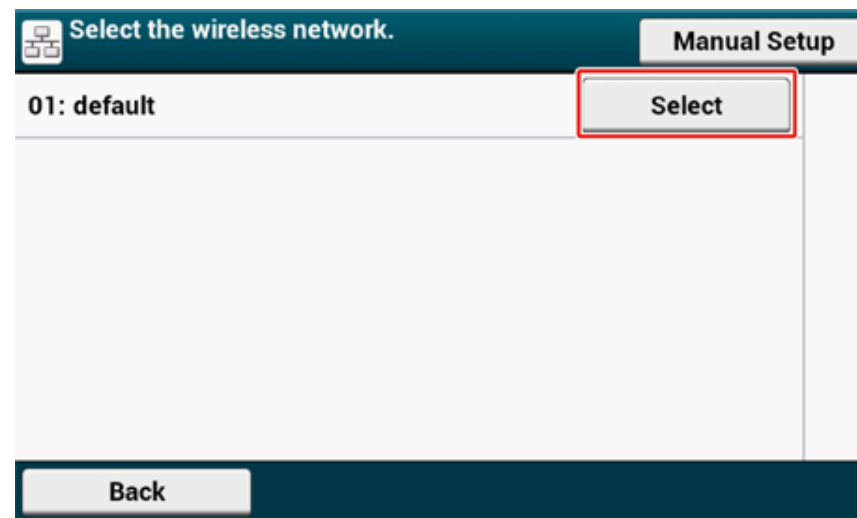 Select the wireless network.
Manual Setup
01: default
Select
Back